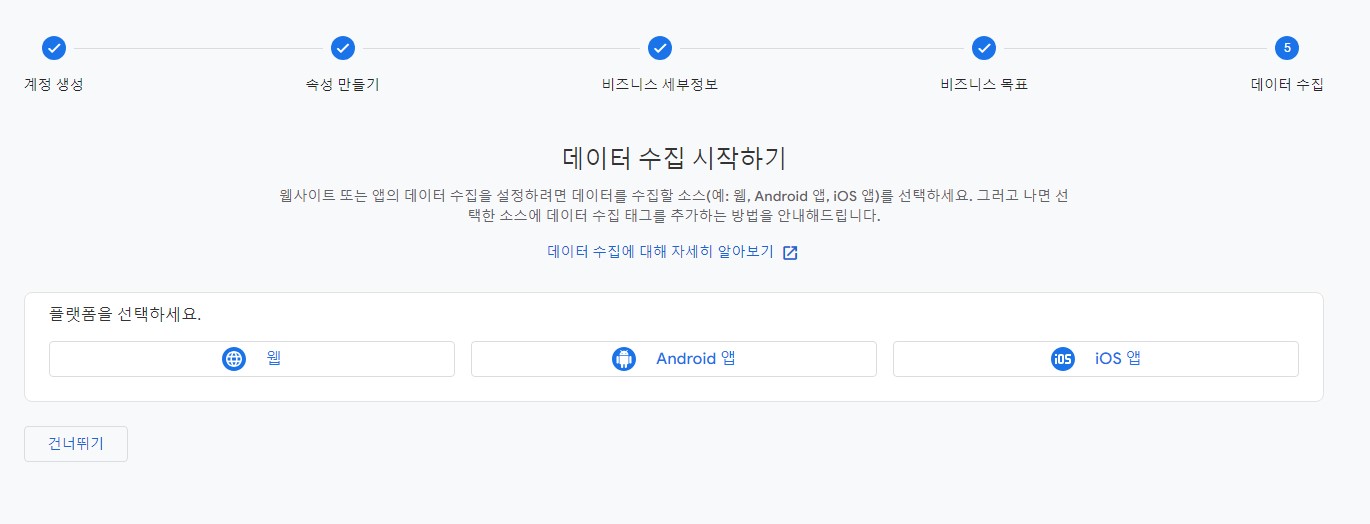 5
계정 생성
속성 만들기
비즈니스 세부정보
비즈니스 목표
데이터 수집
데이터 수집 시작하기
웹사이트 또는 앱의 데이터 수집을 설정하려면 데이터를 수집할 소스(예: 웹, Android 앱, iOS 앱)를 선택하세요. 그러고 나면 선
택한 소스에 데이터 수집 태그를 추가하는 방법을 안내해드립니다.
데이터 수집에 대해 자세히 알아보기
플랫폼을 선택하세요.
웹
Android 앱
iOS iOS 앱
건너뛰기